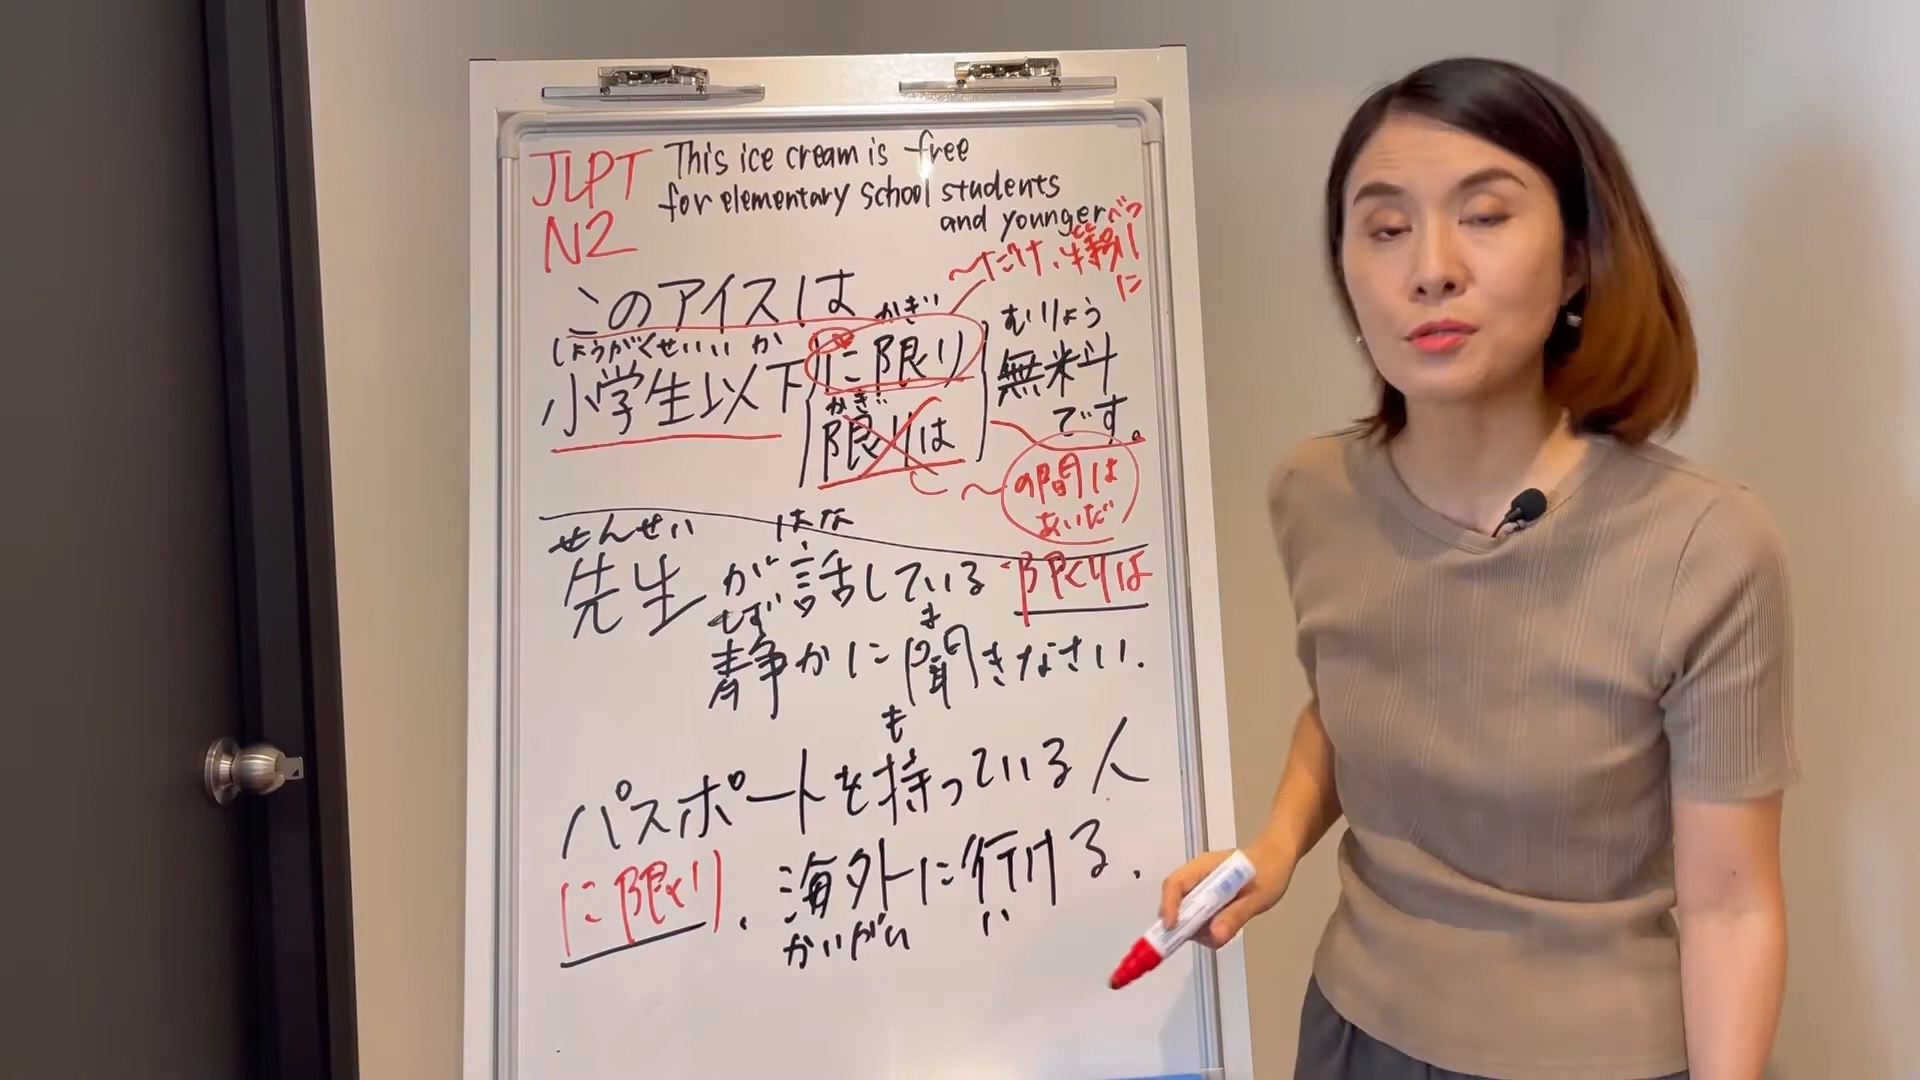 JLPT
N2
This ice cream is free
for elementary school students
and younger
〜だけ、特別に
とくべつ
このアイスは
しょうがくせいいか
小学生以下
かぎ
に限り
かぎ
限りは
むりょう
無料
です。
〜の間は
あいだ
せんせい はな
先生が話している限りは
しず き
静かに聞きなさい.
も
パスポートを持っている人
に限り、海外に行ける.
かいがい い